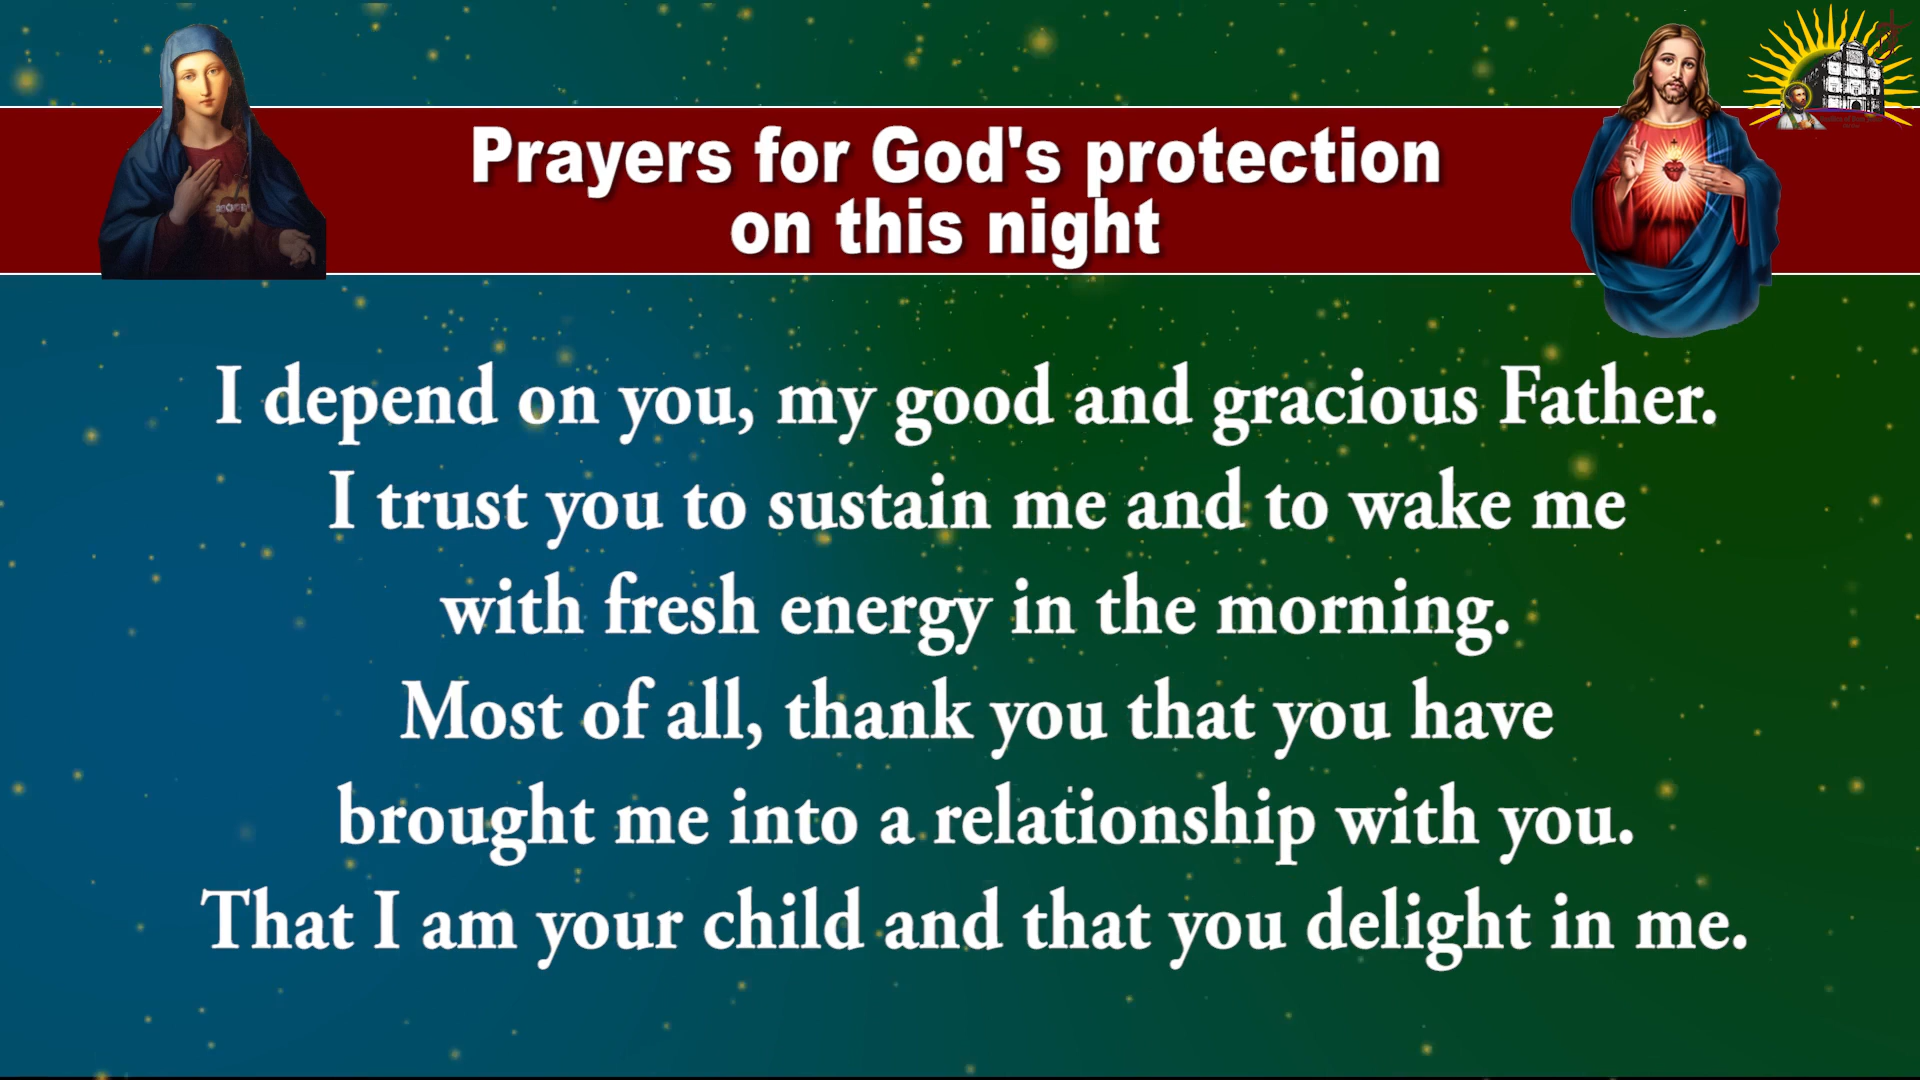 Prayers for God's protection
on this night
I depend on you, my good and gracious Father.
I trust you to sustain me and to wake me
with fresh energy in the morning.
Most of all, thank you that you have
brought me into a relationship with you.
That I am your child and that you delight in me.